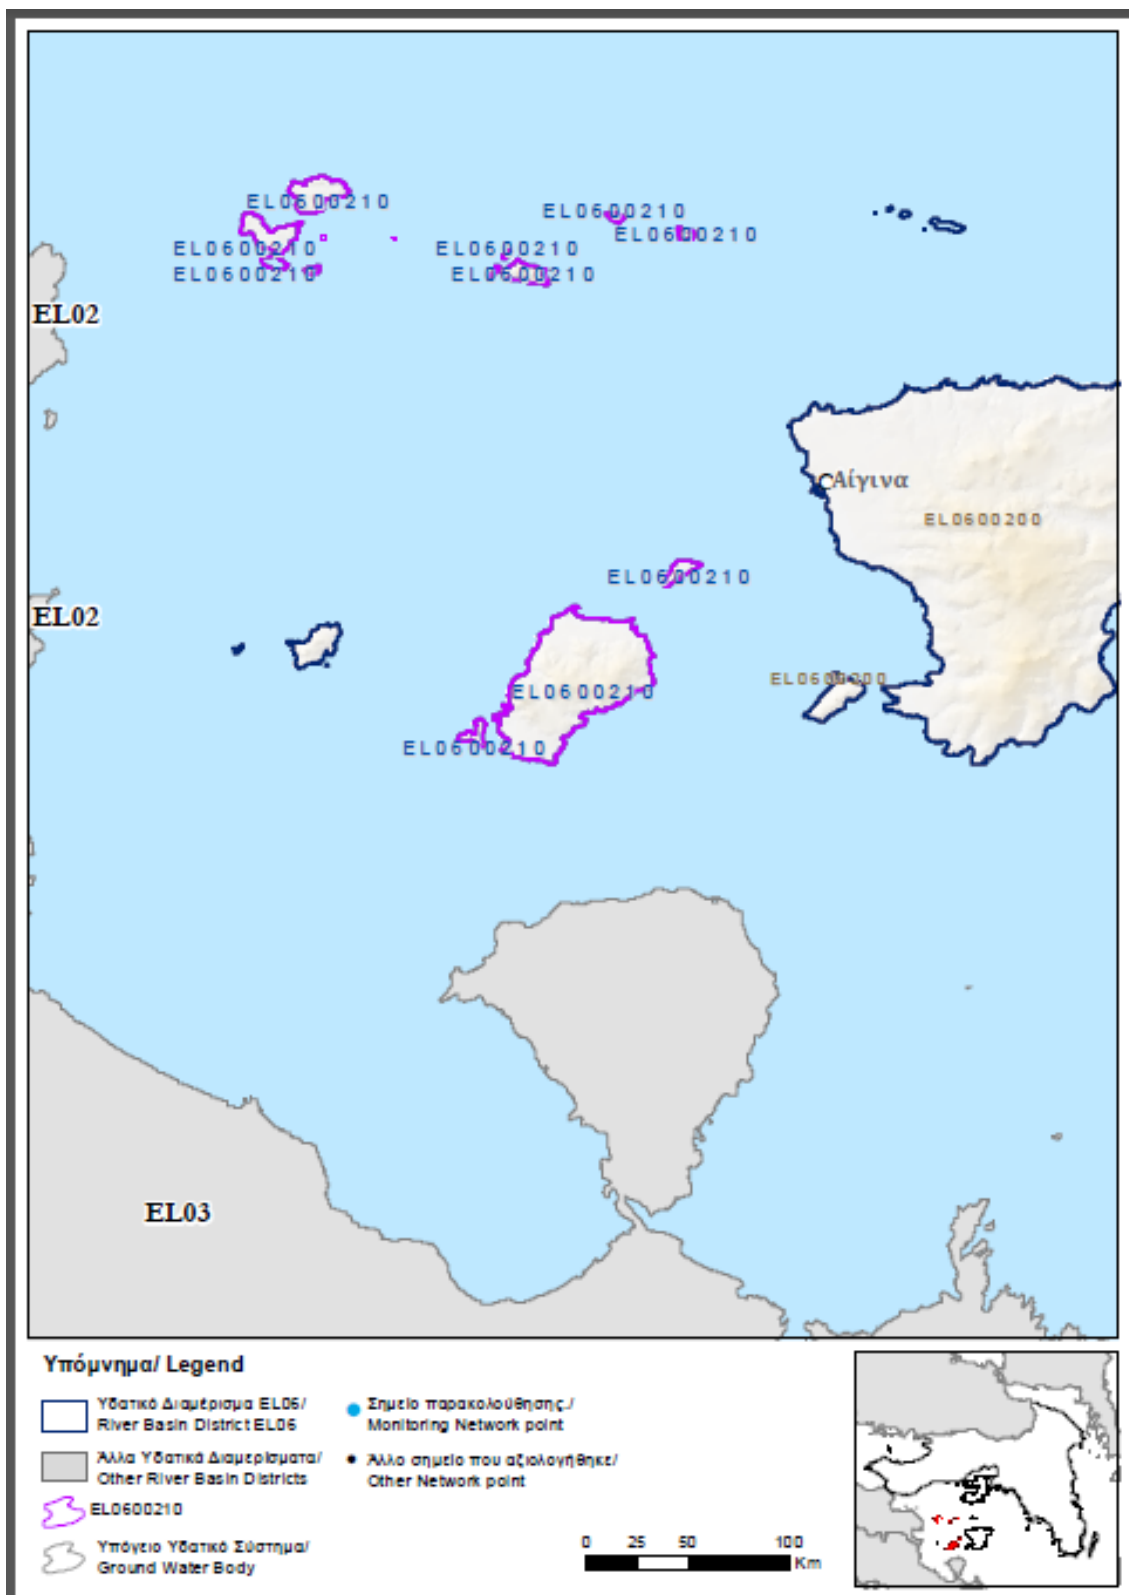 EL0600210
EL0600210
EL0600210
EL0600210
EL0600210
EL0600210
EL0600210
EL02
Αίγινα
EL0600200
EL0600210
EL02
EL0600200
EL0600210
EL0600210
EL03
Υπόμνημα/ Legend
Υδατικό Διαμέρισμα EL06/
River Basin District EL06
Άλλα Υδατικά Διαμερίσματα/
Other River Basin Districts
EL0600210
Υπόγειο Υδατικό Σύστημα/
Ground Water Body
Σημείο παρακολούθησης./
Monitoring Network point
Άλλο σημείο που αξιολογήθηκε/
Other Network point
0 25 50 100
Km